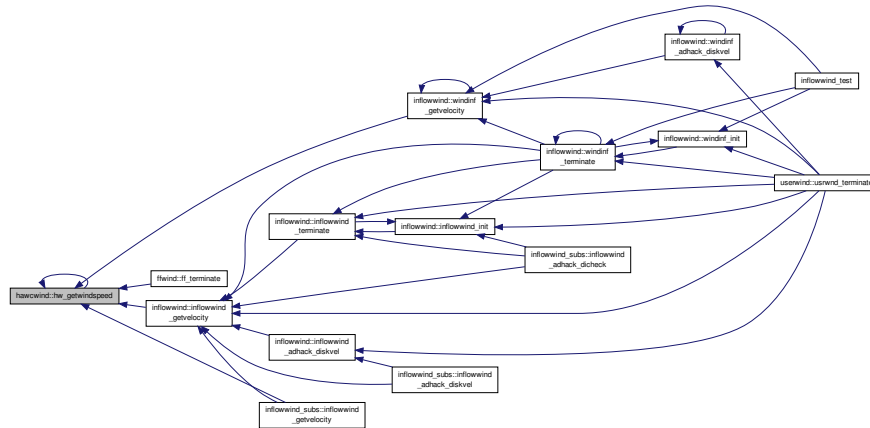 inflowwind::windinf
_adhack_diskvel
inflowwind_test
inflowwind::windinf
_getvelocity
inflowwind::windinf_init
inflowwind::windinf
_terminate
userwind::usrwnd_terminate
inflowwind::inflowwind
_terminate
inflowwind::inflowwind_init
inflowwind_subs::inflowwind
_adhack_dicheck
ffwind::ff_terminate
hawcwind::hw_getwindspeed
inflowwind::inflowwind
_getvelocity
inflowwind::inflowwind
_adhack_diskvel
inflowwind_subs::inflowwind
_adhack_diskvel
inflowwind_subs::inflowwind
_getvelocity